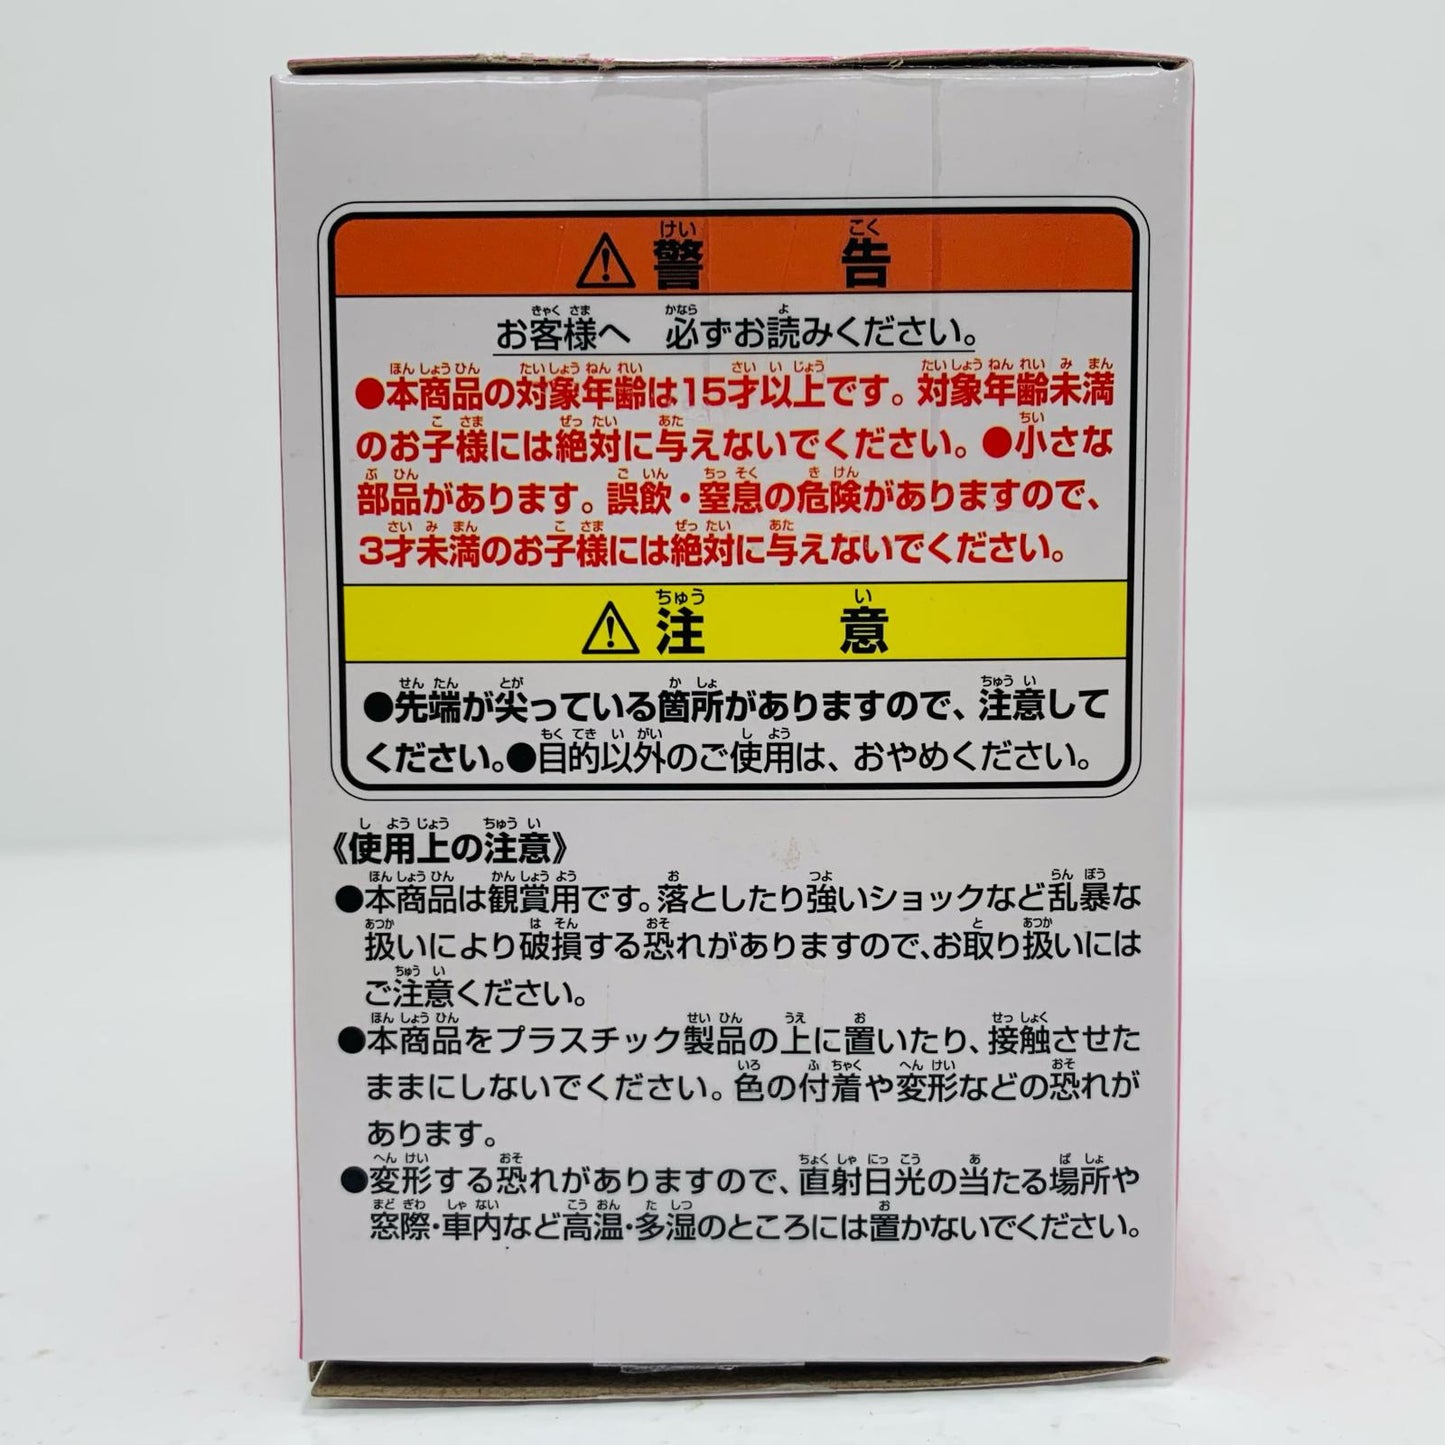 ⚠警告
お客様へ　必ずお読みください。
●本商品の対象年齢は15才以上です。対象年齢未満
のお子様には絶対に与えないでください。●小さな
部品があります。誤飲・窒息の危険がありますので、
3才未満のお子様には絶対に与えないでください。
⚠注意
●先端が尖っている箇所がありますので、注意して
ください。●目的以外のご使用は、おやめください。
《使用上の注意》
●本商品は観賞用です。落としたり強いショックなど乱暴な
扱いにより破損する恐れがありますので、お取り扱いには
ご注意ください。
●本商品をプラスチック製品の上に置いたり、接触させた
ままにしないでください。色の付着や変形などの恐れが
あります。
●変形する恐れがありますので、直射日光の当たる場所や
窓際・車内など高温・多湿のところには置かないでください。